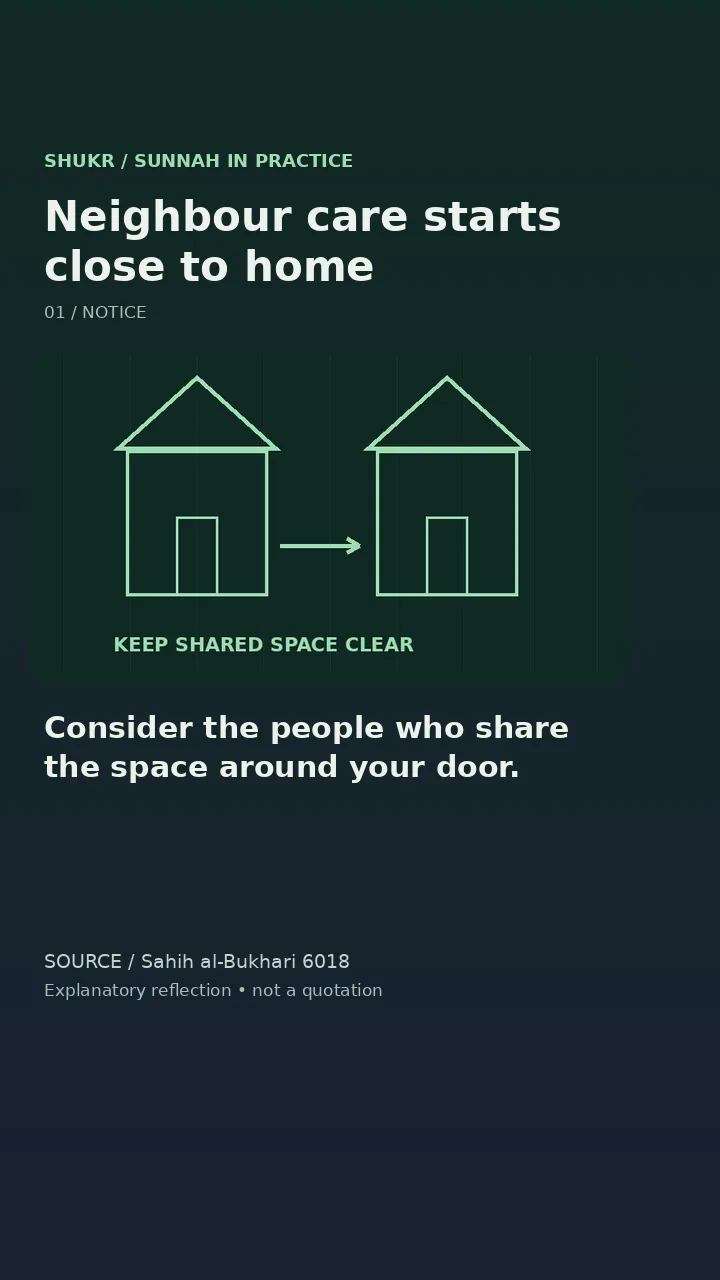 SHUKR / SUNNAH IN PRACTICE
Neighbour care starts
close to home
01 / NOTICE
KEEP SHARED SPACE CLEAR
Consider the people who share
the space around your door.
SOURCE / Sahih al-Bukhari 6018
Explanatory reflection • not a quotation